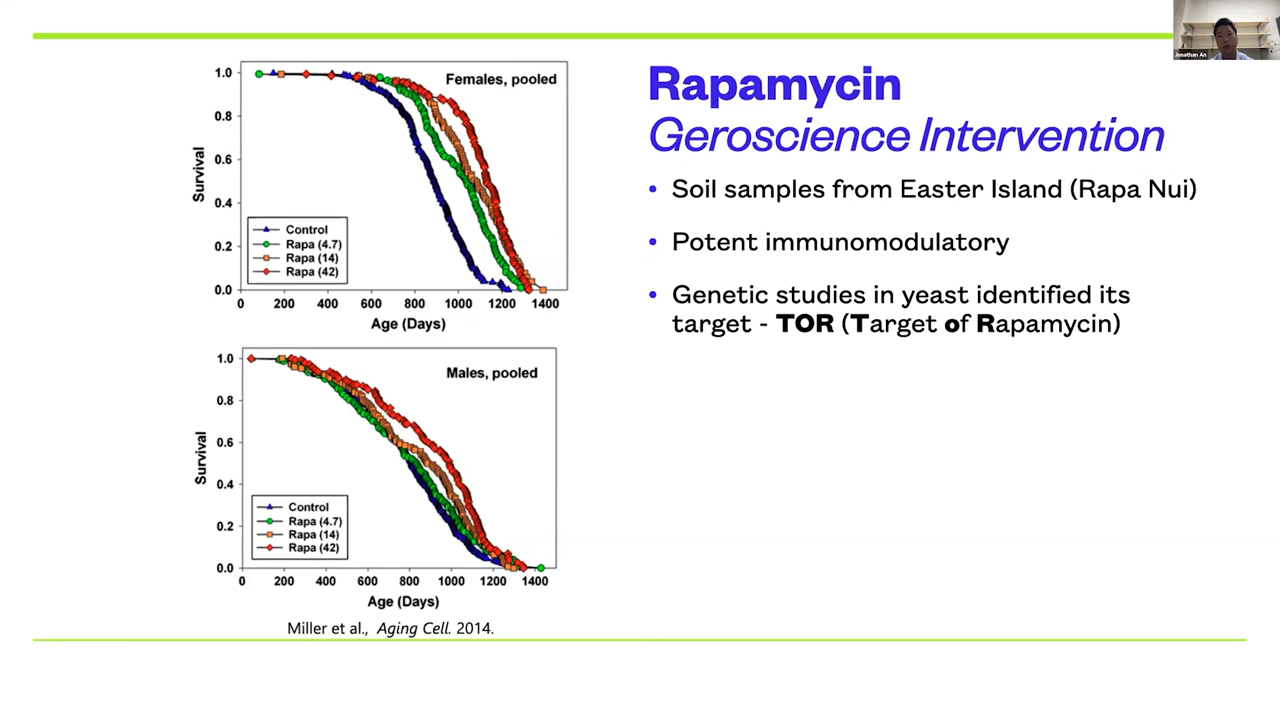 Jonathan An
Rapamycin
Geroscience Intervention
• Soil samples from Easter Island (Rapa Nui)
• Potent immunomodulatory
• Genetic studies in yeast identified its
target - TOR (Target of Rapamycin)
Females, pooled
Survival
1.0
0.8
0.6
0.4
0.2
0.0
Control
Rapa (4.7)
Rapa (14)
Rapa (42)
0 200 400 600 800 1000 1200 1400
Age (Days)
Males, pooled
Survival
1.0
0.8
0.6
0.4
0.2
0.0
Control
Rapa (4.7)
Rapa (14)
Rapa (42)
0 200 400 600 800 1000 1200 1400
Age (Days)
Miller et al., Aging Cell. 2014.